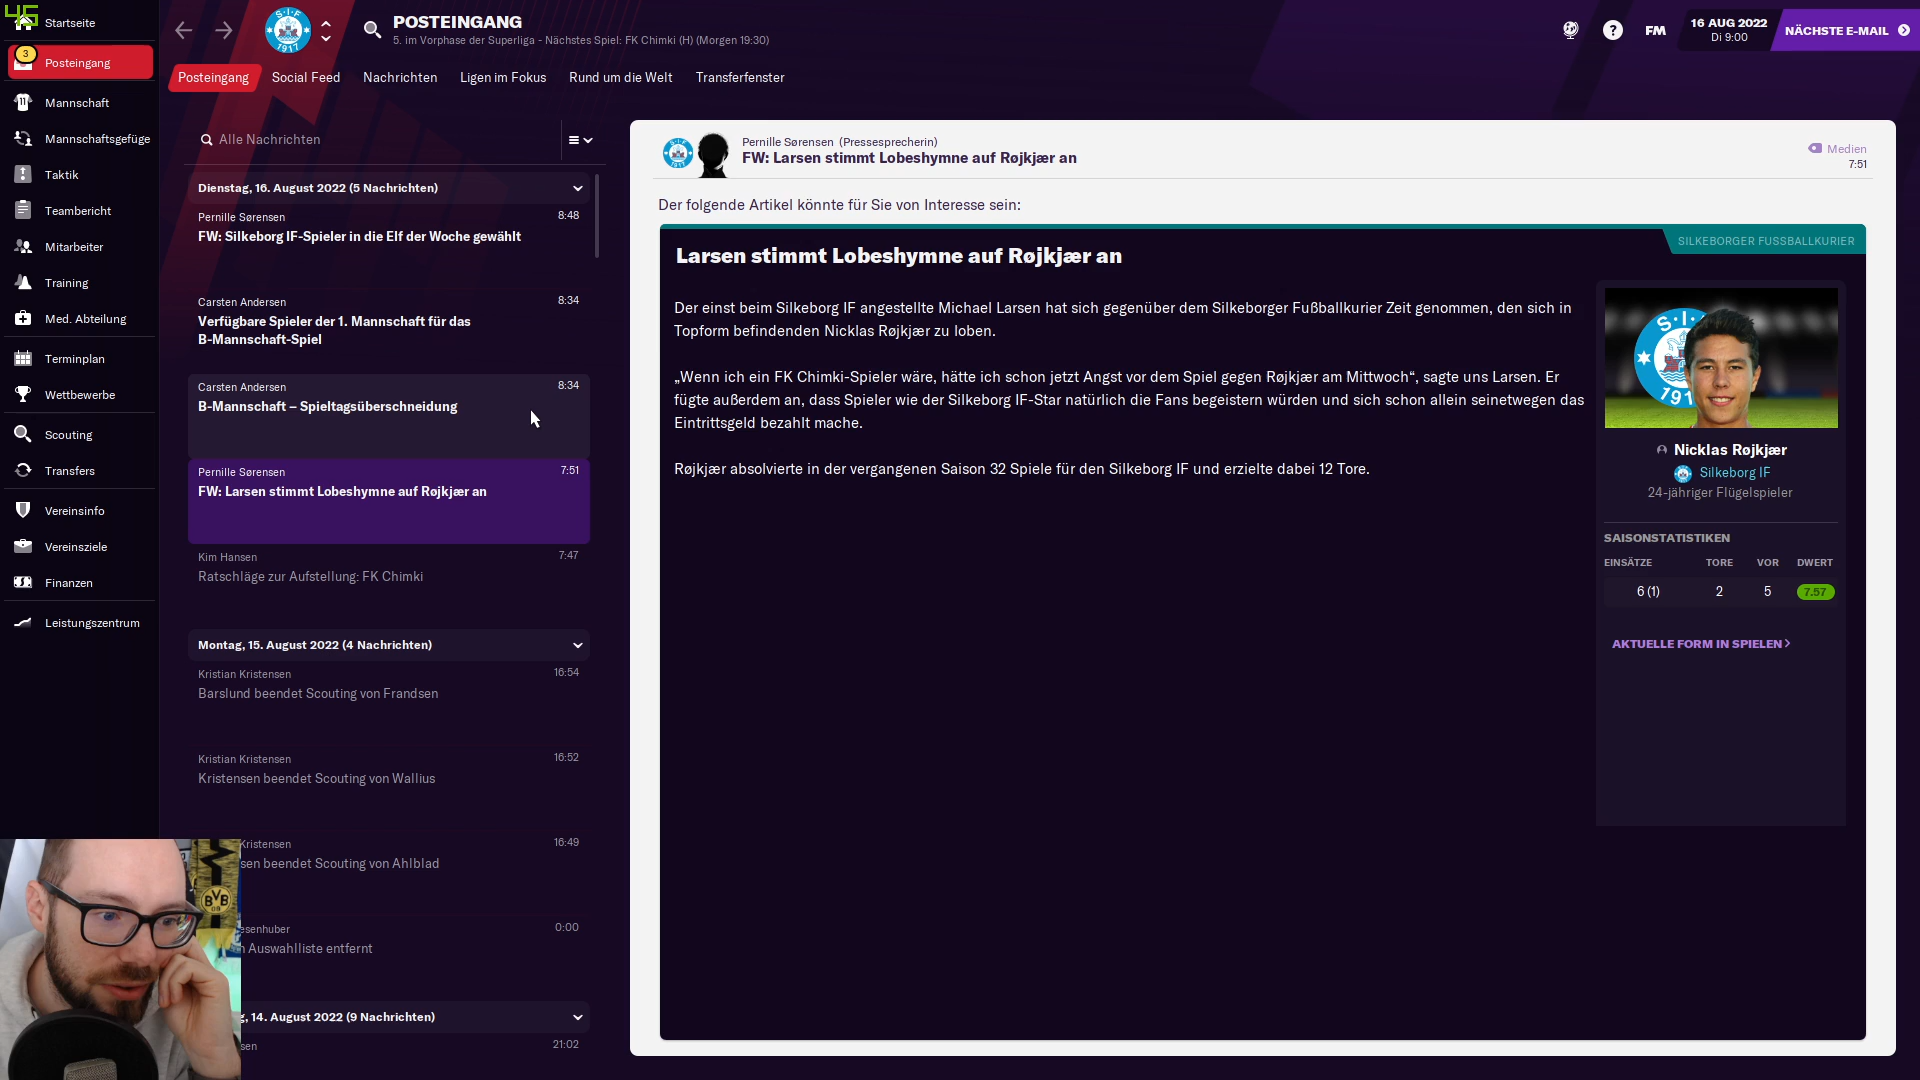 45
Startseite
3
Posteingang
11
Mannschaft
Mannschaftsgefüge
Taktik
Teambericht
Mitarbeiter
Training
Med. Abteilung
Terminplan
Wettbewerbe
Scouting
Transfers
Vereinsinfo
Vereinsziele
Finanzen
Leistungszentrum
S·I·F
1917
POSTEINGANG
5. im Vorphase der Superliga - Nächstes Spiel: FK Chimki (H) (Morgen 19:30)
? FM
16 AUG 2022
Di 9:00
NÄCHSTE E-MAIL
Posteingang Social Feed Nachrichten Ligen im Fokus Rund um die Welt Transferfenster
Alle Nachrichten
Dienstag, 16. August 2022 (5 Nachrichten)
Pernille Sørensen 8:48
FW: Silkeborg IF-Spieler in die Elf der Woche gewählt
Carsten Andersen 8:34
Verfügbare Spieler der 1. Mannschaft für das
B-Mannschaft-Spiel
Carsten Andersen 8:34
B-Mannschaft – Spieltagsüberschneidung
Pernille Sørensen 7:51
FW: Larsen stimmt Lobeshymne auf Røjkjær an
Kim Hansen 7:47
Ratschläge zur Aufstellung: FK Chimki
Montag, 15. August 2022 (4 Nachrichten)
Kristian Kristensen 16:54
Barslund beendet Scouting von Frandsen
Kristian Kristensen 16:52
Kristensen beendet Scouting von Wallius
Kristensen 16:49
sen beendet Scouting von Ahlblad
esenhuber 0:00
n Auswahlliste entfernt
g, 14. August 2022 (9 Nachrichten)
sen 21:02
BVB
09
Pernille Sørensen (Pressesprecherin)
FW: Larsen stimmt Lobeshymne auf Røjkjær an
Medien
7:51
Der folgende Artikel könnte für Sie von Interesse sein:
SILKEBORGER FUSSBALLKURIER
Larsen stimmt Lobeshymne auf Røjkjær an
Der einst beim Silkeborg IF angestellte Michael Larsen hat sich gegenüber dem Silkeborger Fußballkurier Zeit genommen, den sich in
Topform befindenden Nicklas Røjkjær zu loben.
„Wenn ich ein FK Chimki-Spieler wäre, hätte ich schon jetzt Angst vor dem Spiel gegen Røjkjær am Mittwoch“, sagte uns Larsen. Er
fügte außerdem an, dass Spieler wie der Silkeborg IF-Star natürlich die Fans begeistern würden und sich schon allein seinetwegen das
Eintrittsgeld bezahlt mache.
Røjkjær absolvierte in der vergangenen Saison 32 Spiele für den Silkeborg IF und erzielte dabei 12 Tore.
S·I·
191
Nicklas Røjkjær
Silkeborg IF
24-jähriger Flügelspieler
SAISONSTATISTIKEN
EINSÄTZE TORE VOR DWERT
6 (1) 2 5 7.57
AKTUELLE FORM IN SPIELEN